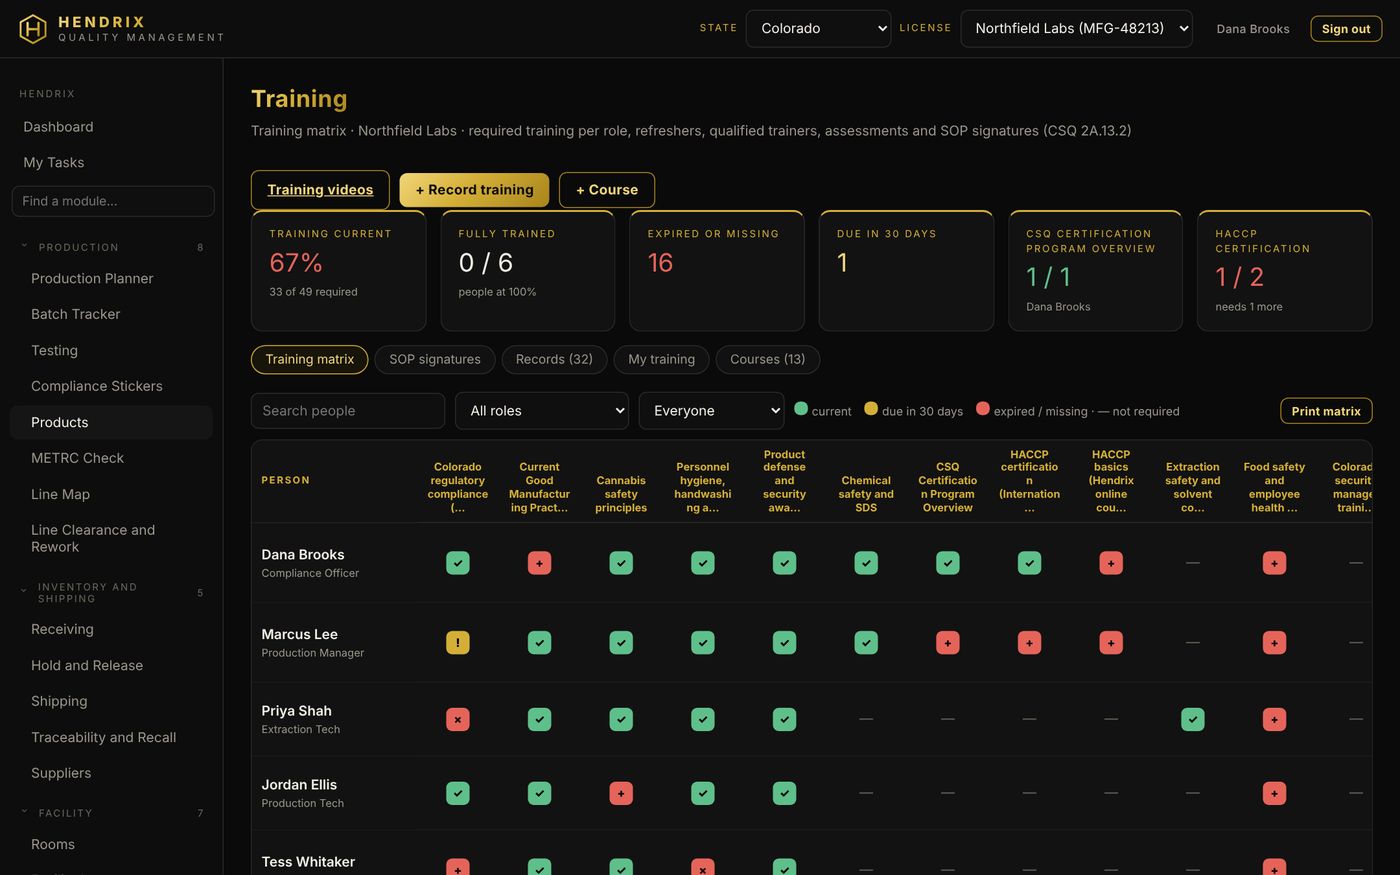 HENDRIX
QUALITY MANAGEMENT
STATE
Colorado
LICENSE
Northfield Labs (MFG-48213)
Dana Brooks
Sign out
HENDRIX
Dashboard
My Tasks
Find a module...
PRODUCTION 8
Production Planner
Batch Tracker
Testing
Compliance Stickers
Products
METRC Check
Line Map
Line Clearance and
Rework
INVENTORY AND
SHIPPING 5
Receiving
Hold and Release
Shipping
Traceability and Recall
Suppliers
FACILITY 7
Rooms
Training
Training matrix · Northfield Labs · required training per role, refreshers, qualified trainers, assessments and SOP signatures (CSQ 2A.13.2)
Training videos
+ Record training
+ Course
TRAINING CURRENT
67%
33 of 49 required
FULLY TRAINED
0 / 6
people at 100%
EXPIRED OR MISSING
16
DUE IN 30 DAYS
1
CSQ CERTIFICATION
PROGRAM OVERVIEW
1 / 1
Dana Brooks
HACCP
CERTIFICATION
1 / 2
needs 1 more
Training matrix
SOP signatures
Records (32)
My training
Courses (13)
Search people
All roles
Everyone
current
due in 30 days
expired / missing · — not required
Print matrix
PERSON
Colorado
regulatory
compliance
(...
Current
Good
Manufactur
ing Pract...
Cannabis
safety
principles
Personnel
hygiene,
handwashi
ng a...
Product
defense
and
security
awa...
Chemical
safety and
SDS
CSQ
Certificatio
n Program
Overview
HACCP
certificatio
n
(Internation
...
HACCP
basics
(Hendrix
online
cou...
Extraction
safety and
solvent
co...
Food safety
and
employee
health ...
Colorad
securit
manage
traini...
Dana Brooks
Compliance Officer
✓ + ✓ ✓ ✓ ✓ ✓ ✓ + — + —
Marcus Lee
Production Manager
! ✓ ✓ ✓ ✓ ✓ + + + — + —
Priya Shah
Extraction Tech
× ✓ ✓ ✓ ✓ — — — — ✓ + —
Jordan Ellis
Production Tech
✓ ✓ + ✓ ✓ — — — — — + —
Tess Whitaker
+ ✓ ✓ × ✓ — — — — — + —